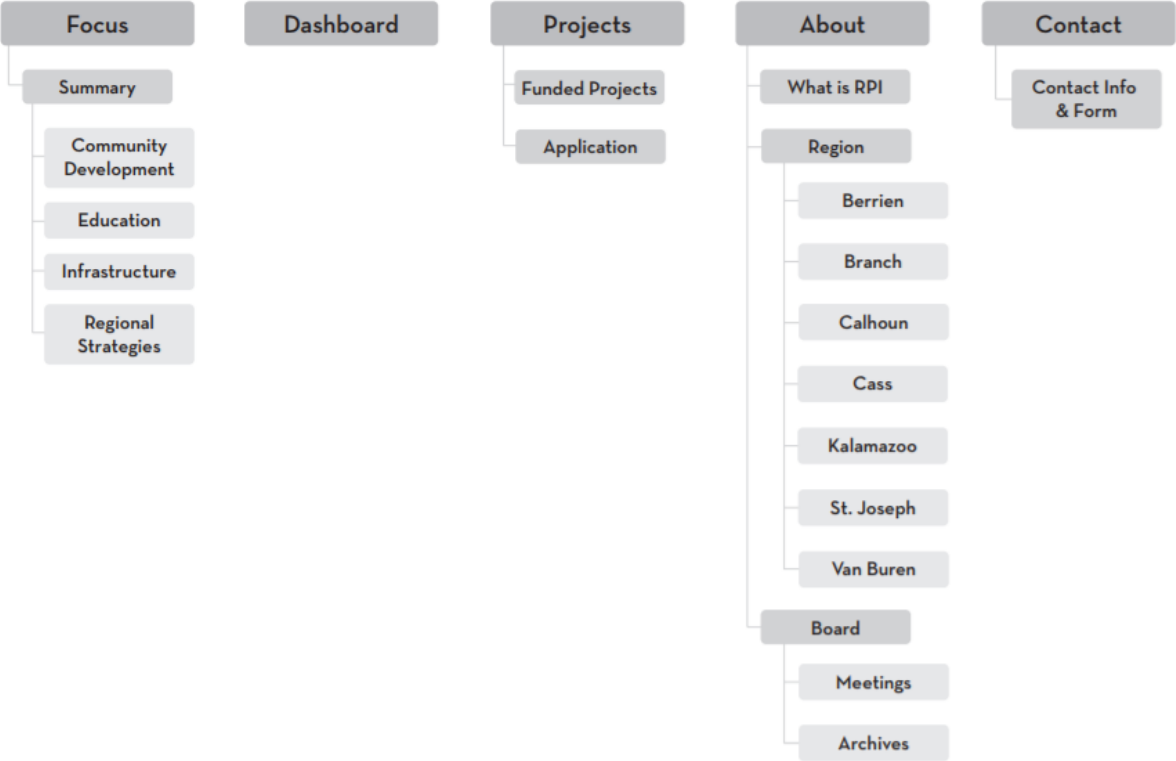 Focus
Summary
Community
Development
Education
Infrastructure
Regional
Strategies
Dashboard
Projects
Funded Projects
Application
About
What is RPI
Region
Berrien
Branch
Calhoun
Cass
Kalamazoo
St. Joseph
Van Buren
Board
Meetings
Archives
Contact
Contact Info
& Form